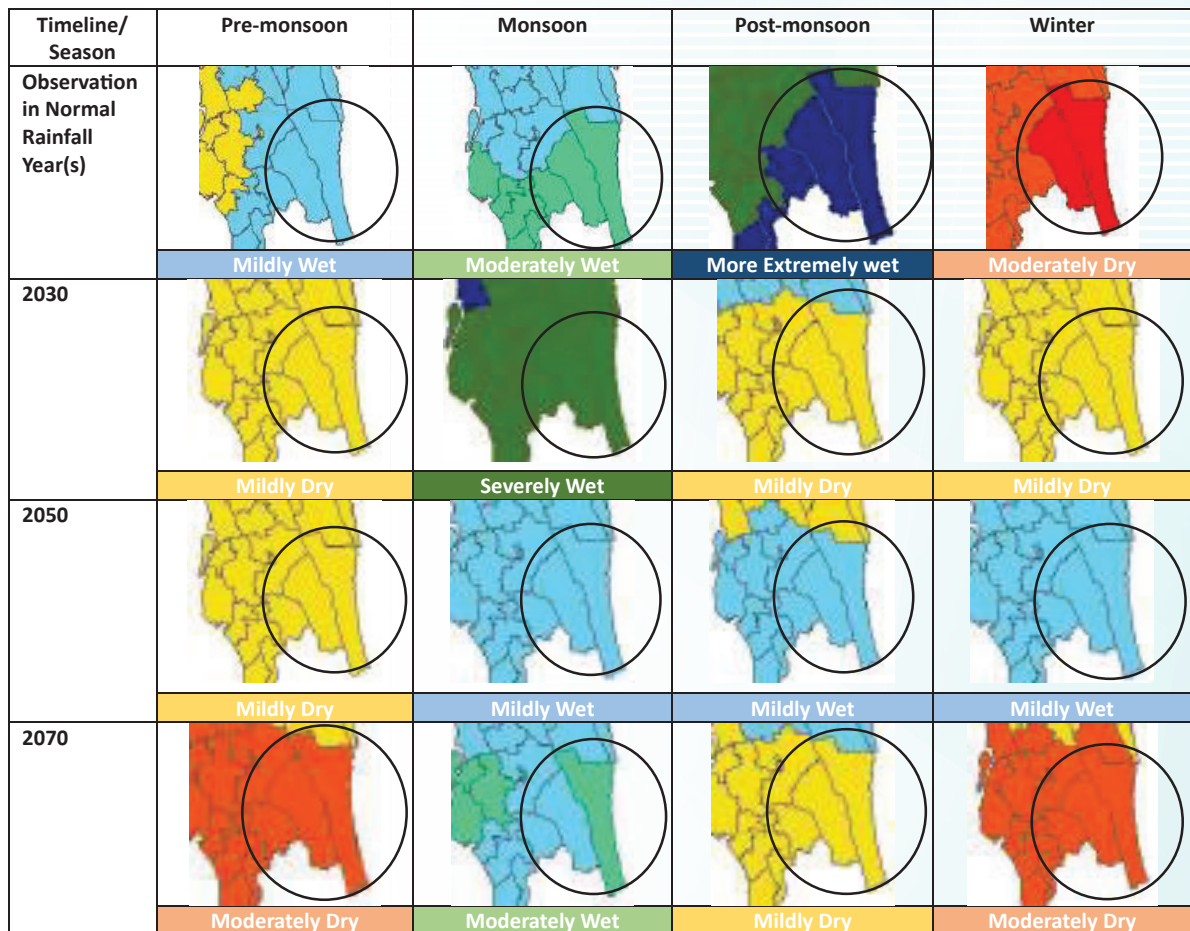 Timeline/
Season
Pre-monsoon
Monsoon
Post-monsoon
Winter
Observation
in Normal
Rainfall
Year(s)
Mildly Wet
Moderately Wet
More Extremely wet
Moderately Dry
2030
Mildly Dry
Severely Wet
Mildly Dry
Mildly Dry
2050
Mildly Dry
Mildly Wet
Mildly Wet
Mildly Wet
2070
Moderately Dry
Moderately Wet
Mildly Dry
Moderately Dry